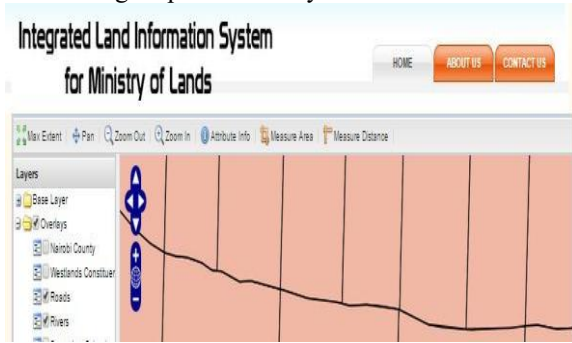 Integrated Land Information System
for Ministry of Lands
HOME
ABOUT US
CONTACT US
Max Extent
Pan
Zoom Out
Zoom In
Attribute Info
Measure Area
Measure Distance
Layers
Base Layer
Overlays
Nairobi County
Westlands Constituen
Roads
Rivers